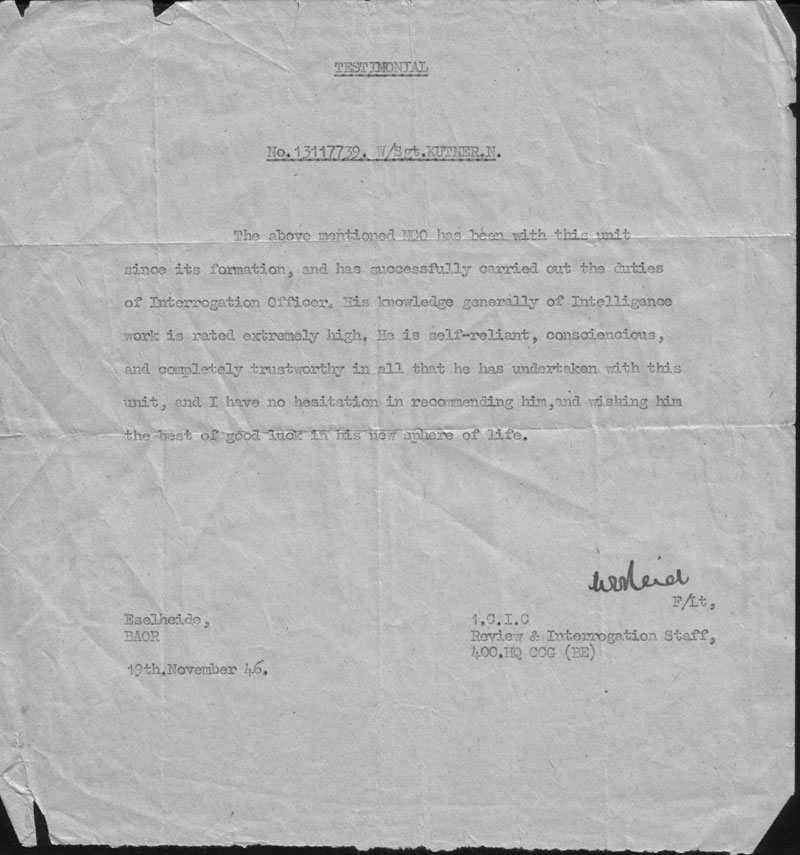 TESTIMONIAL
No.13117739. W/Sgt.KUTNER.N.
The above mentioned NCO has been with this unit
since its formation, and has successfully carried out the duties
of Interrogation Officer. His knowledge generally of Intelligence
work is rated extremely high. He is self-reliant, consciencious,
and completely trustworthy in all that he has undertaken with this
unit, and I have no hesitation in recommending him,and wishing him
the best of good luck in his new sphere of life.
F/Lt,
Eselheide,
BAOR
19th.November 46.
1.C.I.C
Review & Interrogation Staff,
400.HQ CCG (BE)